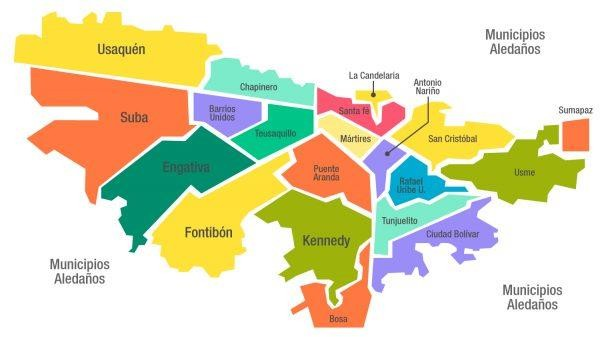 Usaquén
Municipios
Aledaños
La Candelaria
Antonio
Nariño
Chapinero
Suba
Barrios
Unidos
Santa fé
Sumapaz
Teusaquillo
Mártires
San Cristóbal
Engativa
Puente
Aranda
Rafael
Uribe U.
Usme
Fontibón
Kennedy
Tunjuelito
Ciudad Bolívar
Municipios
Aledaños
Municipios
Aledaños
Bosa